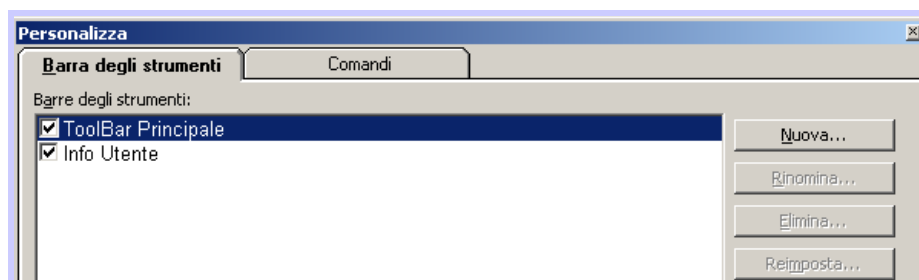 Personalizza
Barra degli strumenti
Comandi
Barre degli strumenti:
ToolBar Principale
Info Utente
Nuova...
Rinomina...
Elimina...
Reimposta...